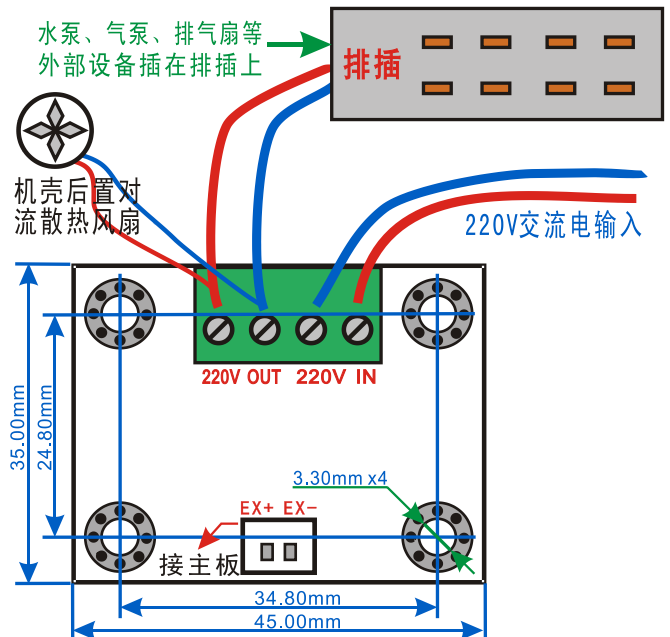 水泵、气泵、排气扇等
外部设备插在排插上
排插
机壳后置对
流散热风扇
220V交流电输入
220V OUT 220V IN
35.00mm
24.80mm
3.30mm x4
EX+ EX-
接主板
34.80mm
45.00mm